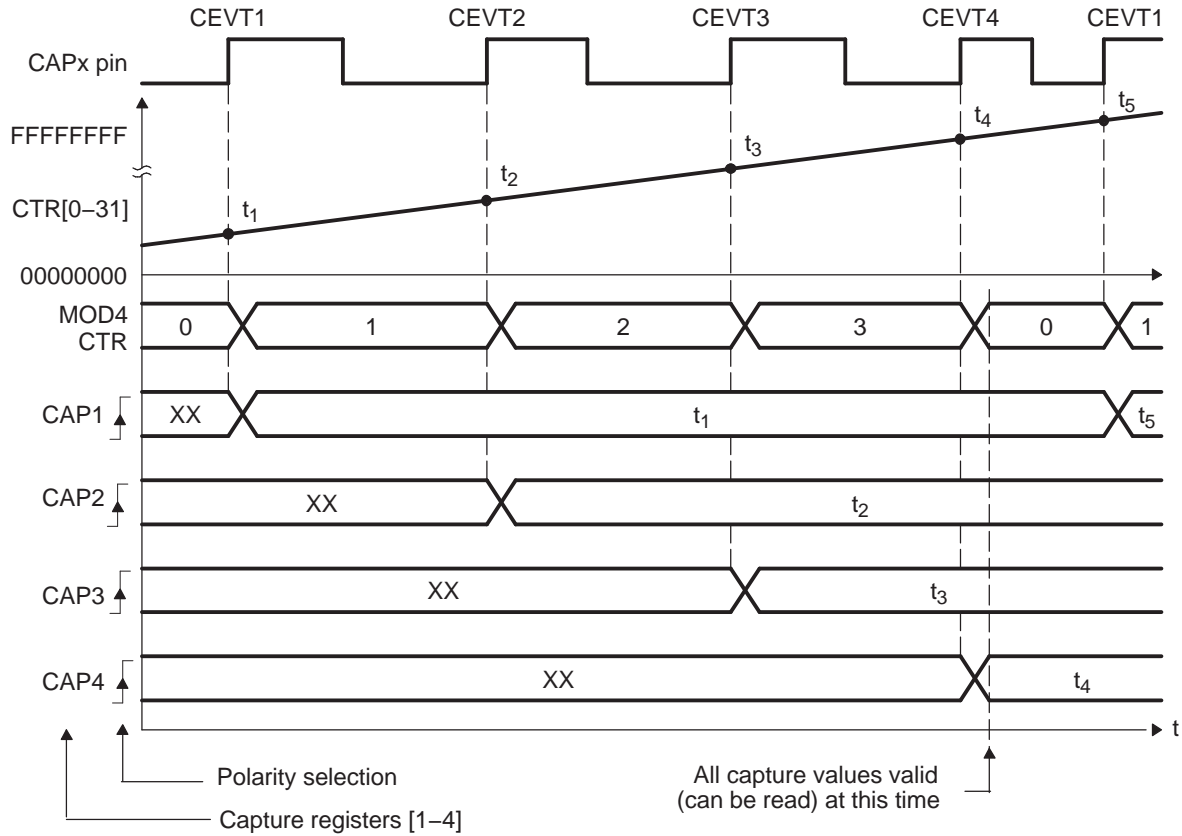 CEVT1 CEVT2 CEVT3 CEVT4 CEVT1
CAPx pin
FFFFFFFF
t5
t4
t3
t2
CTR[0−31]
t1
00000000
MOD4
CTR
0 1 2 3 0 1
CAP1 XX t1 t5
CAP2 XX t2
CAP3 XX t3
CAP4 XX t4
t
Polarity selection
Capture registers [1−4]
All capture values valid
(can be read) at this time